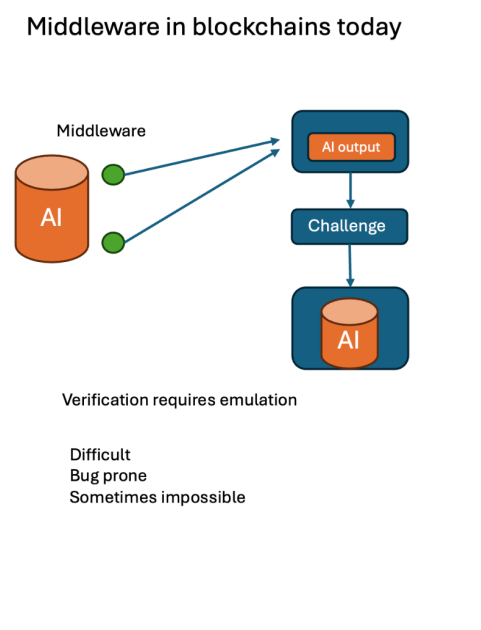 Middleware in blockchains today
Middleware
AI output
AI
Challenge
AI
Verification requires emulation
Difficult
Bug prone
Sometimes impossible